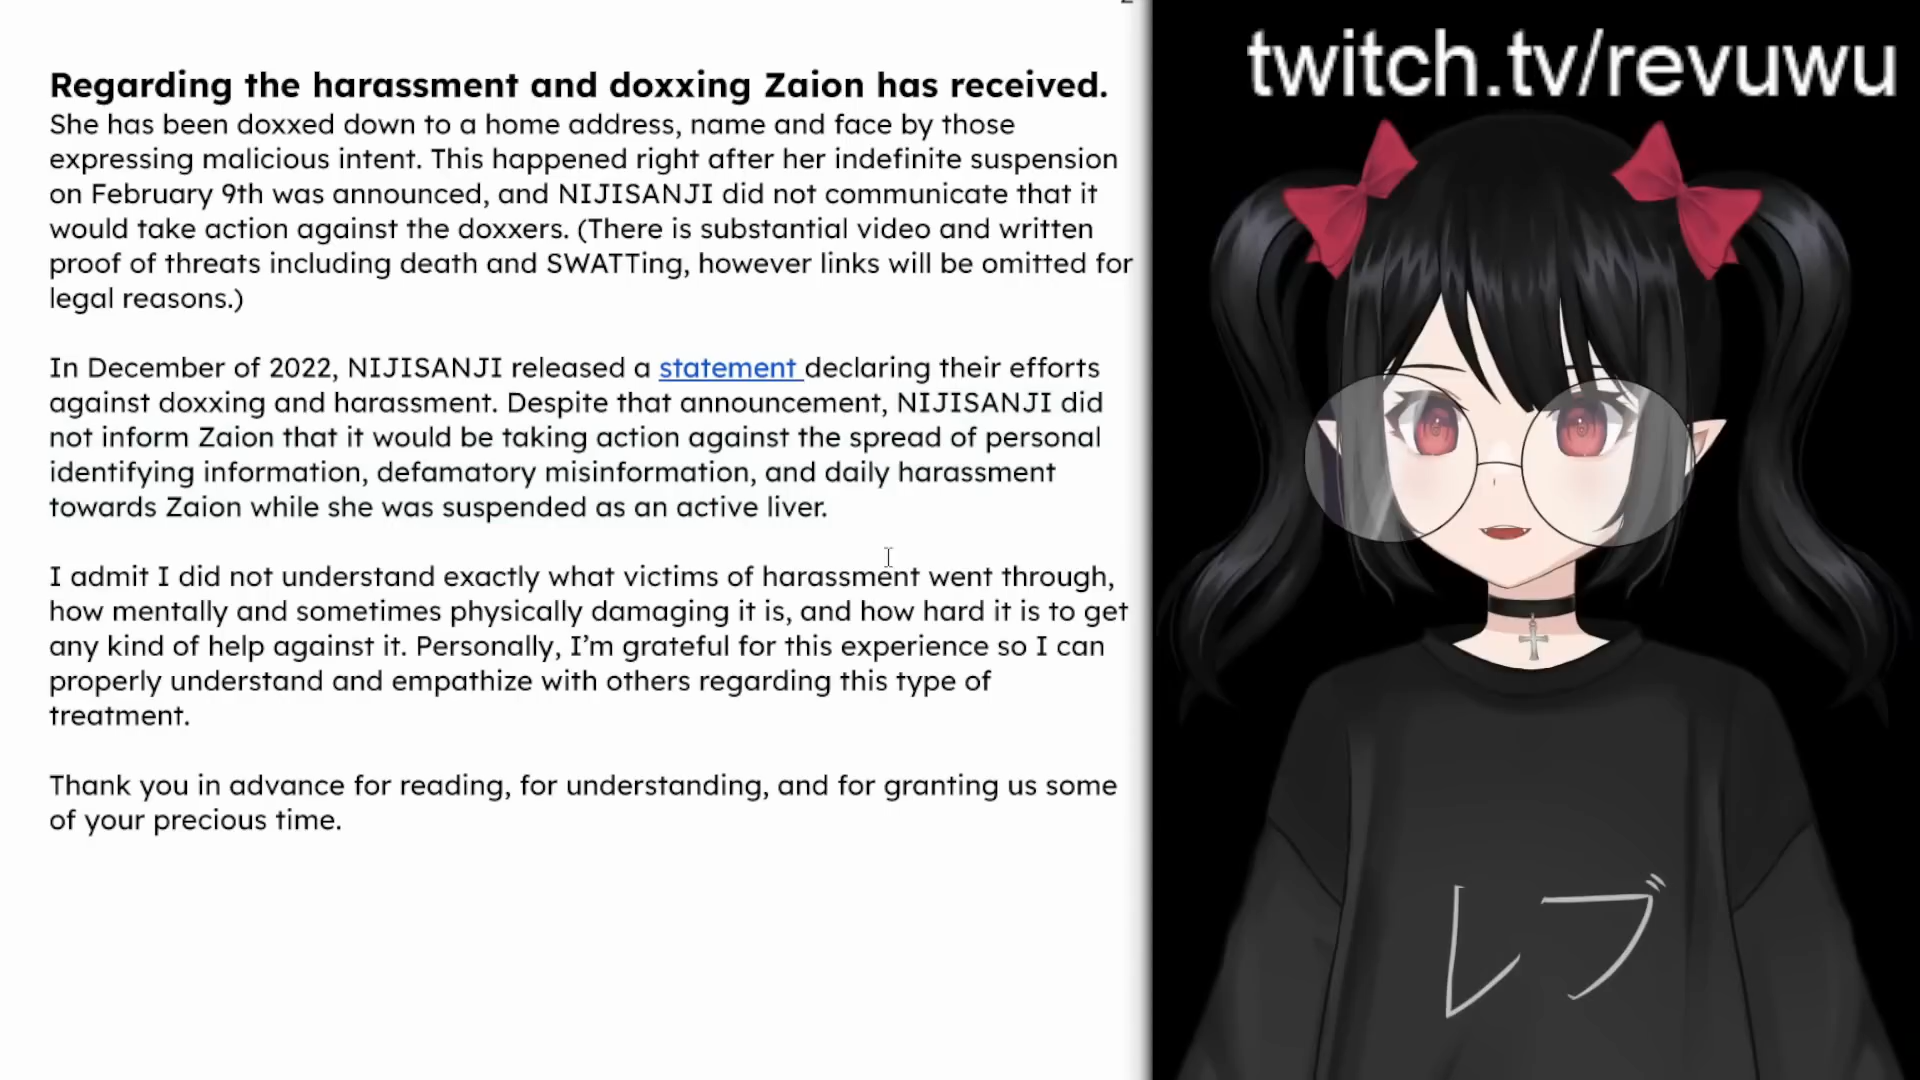 Regarding the harassment and doxxing Zaion has received.
She has been doxxed down to a home address, name and face by those
expressing malicious intent. This happened right after her indefinite suspension
on February 9th was announced, and NIJISANJI did not communicate that it
would take action against the doxxers. (There is substantial video and written
proof of threats including death and SWATTing, however links will be omitted for
legal reasons.)
In December of 2022, NIJISANJI released a statement declaring their efforts
against doxxing and harassment. Despite that announcement, NIJISANJI did
not inform Zaion that it would be taking action against the spread of personal
identifying information, defamatory misinformation, and daily harassment
towards Zaion while she was suspended as an active liver.
I admit I did not understand exactly what victims of harassment went through,
how mentally and sometimes physically damaging it is, and how hard it is to get
any kind of help against it. Personally, I’m grateful for this experience so I can
properly understand and empathize with others regarding this type of
treatment.
Thank you in advance for reading, for understanding, and for granting us some
of your precious time.
twitch.tv/revuwu
レブ